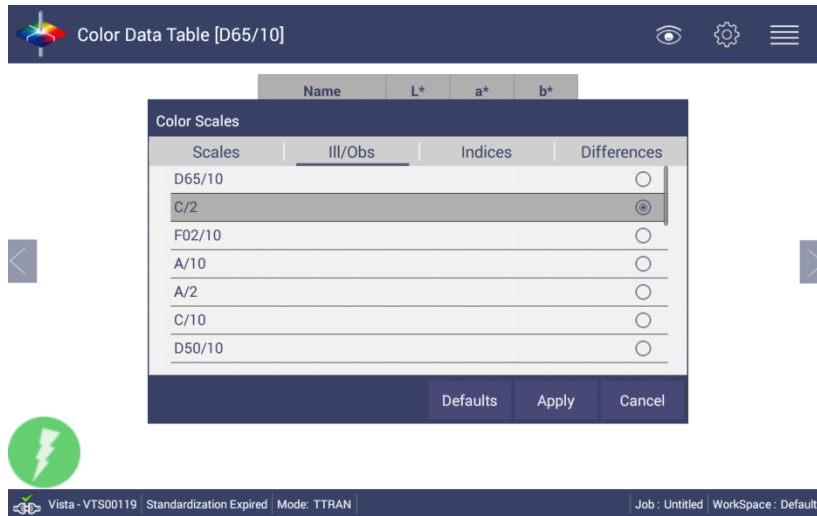 Color Data Table [D65/10]
Name L* a* b*
Color Scales
Scales Ill/Obs Indices Differences
D65/10
C/2
F02/10
A/10
A/2
C/10
D50/10
Defaults Apply Cancel
Vista - VTS00119 Standardization Expired Mode: TTRAN Job : Untitled WorkSpace : Default